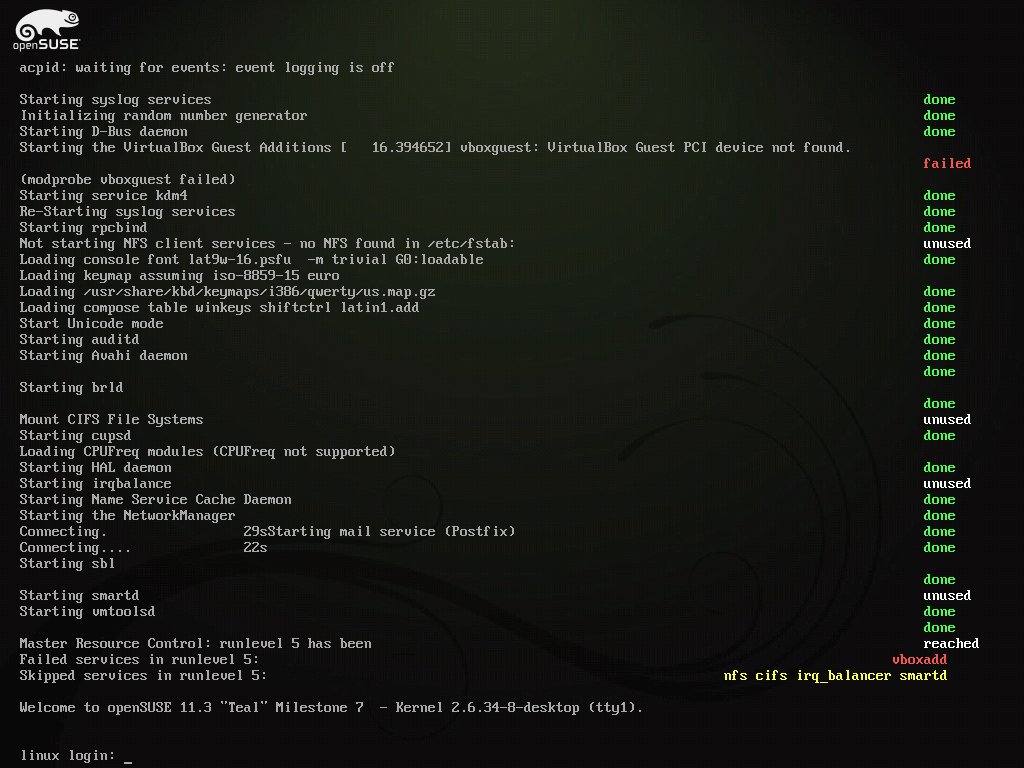 openSUSE
acpid: waiting for events: event logging is off
Starting syslog services done
Initializing random number generator done
Starting D-Bus daemon done
Starting the VirtualBox Guest Additions [   16.394652] vboxguest: VirtualBox Guest PCI device not found.
failed
(modprobe vboxguest failed)
Starting service kdm4 done
Re-Starting syslog services done
Starting rpcbind done
Not starting NFS client services - no NFS found in /etc/fstab: unused
Loading console font lat9w-16.psfu  -m trivial G0:loadable done
Loading keymap assuming iso-8859-15 euro
Loading /usr/share/kbd/keymaps/i386/qwerty/us.map.gz done
Loading compose table winkeys shiftctrl latin1.add done
Start Unicode mode done
Starting auditd done
Starting Avahi daemon done
done
Starting brld
done
Mount CIFS File Systems unused
Starting cupsd done
Loading CPUFreq modules (CPUFreq not supported)
Starting HAL daemon done
Starting irqbalance unused
Starting Name Service Cache Daemon done
Starting the NetworkManager done
Connecting. 29sStarting mail service (Postfix) done
Connecting.... 22s done
Starting sbl
done
Starting smartd unused
Starting vmtoolsd done
done
Master Resource Control: runlevel 5 has been reached
Failed services in runlevel 5: vboxadd
Skipped services in runlevel 5: nfs cifs irq_balancer smartd
Welcome to openSUSE 11.3 "Teal" Milestone 7  - Kernel 2.6.34-8-desktop (tty1).
linux login: _